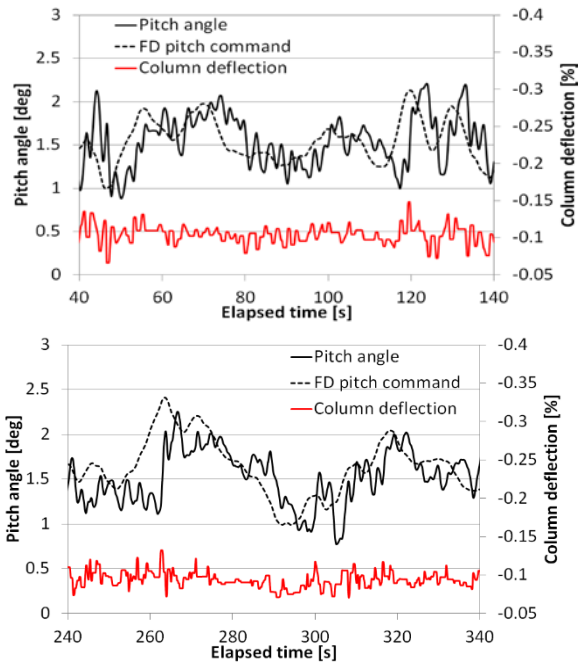 Pitch angle
FD pitch command
Column deflection
Pitch angle [deg]
3
2.5
2
1.5
1
0.5
0
-0.4
-0.35
-0.3
-0.25
-0.2
-0.15
-0.1
-0.05
Column deflection [%]
40 60 80 100 120 140
Elapsed time [s]
Pitch angle
FD pitch command
Column deflection
Pitch angle [deg]
3
2.5
2
1.5
1
0.5
0
-0.4
-0.35
-0.3
-0.25
-0.2
-0.15
-0.1
-0.05
Column deflection [%]
240 260 280 300 320 340
Elapsed time [s]